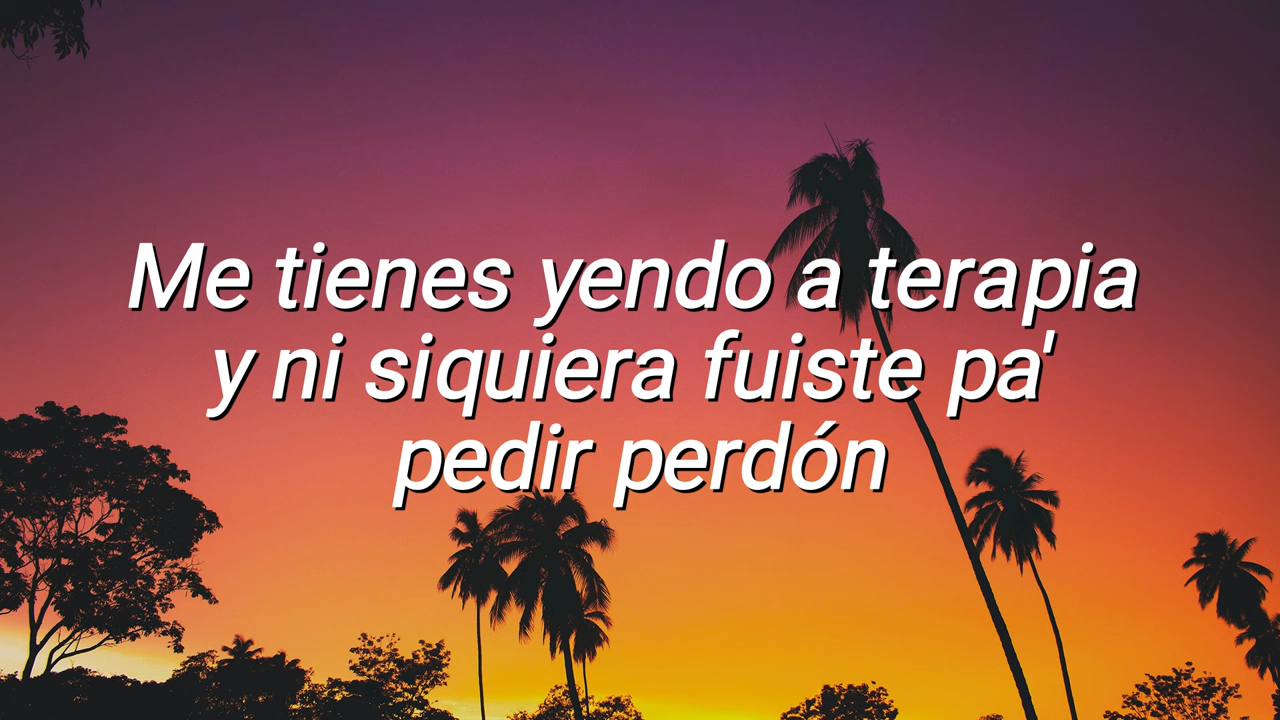 Me tienes yendo a terapia
y ni siquiera fuiste pa'
pedir perdón